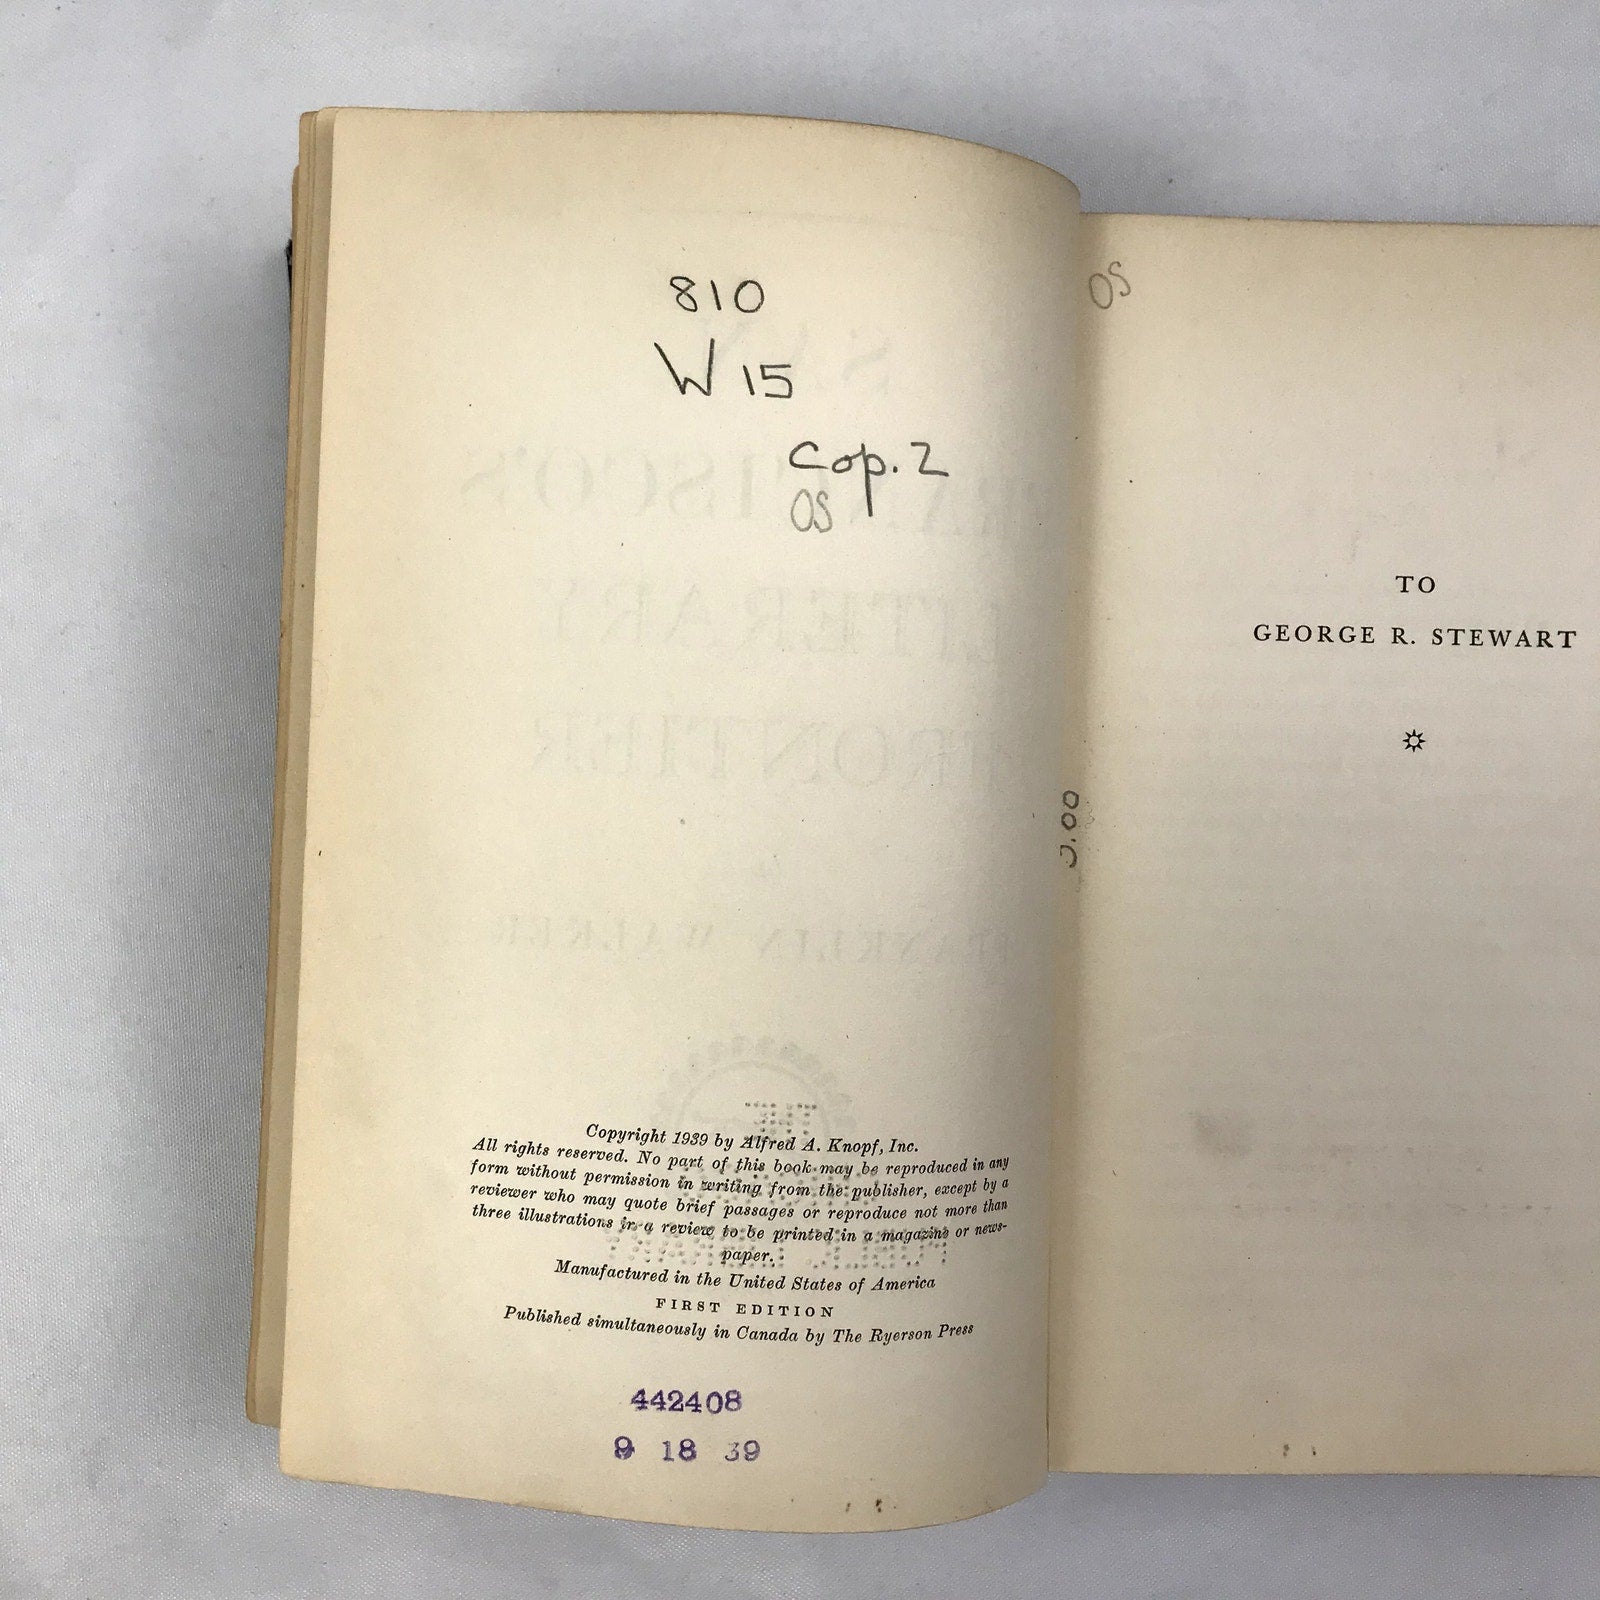 810
W 15
Cop. 2
OS
Copyright 1939 by Alfred A. Knopf, Inc.
All rights reserved. No part of this book may be reproduced in any
form without permission in writing from the publisher, except by a
reviewer who may quote brief passages or reproduce not more than
three illustrations in a review to be printed in a magazine or news-
paper.
Manufactured in the United States of America
FIRST EDITION
Published simultaneously in Canada by The Ryerson Press
442408
9 18 39
OS
TO
GEORGE R. STEWART